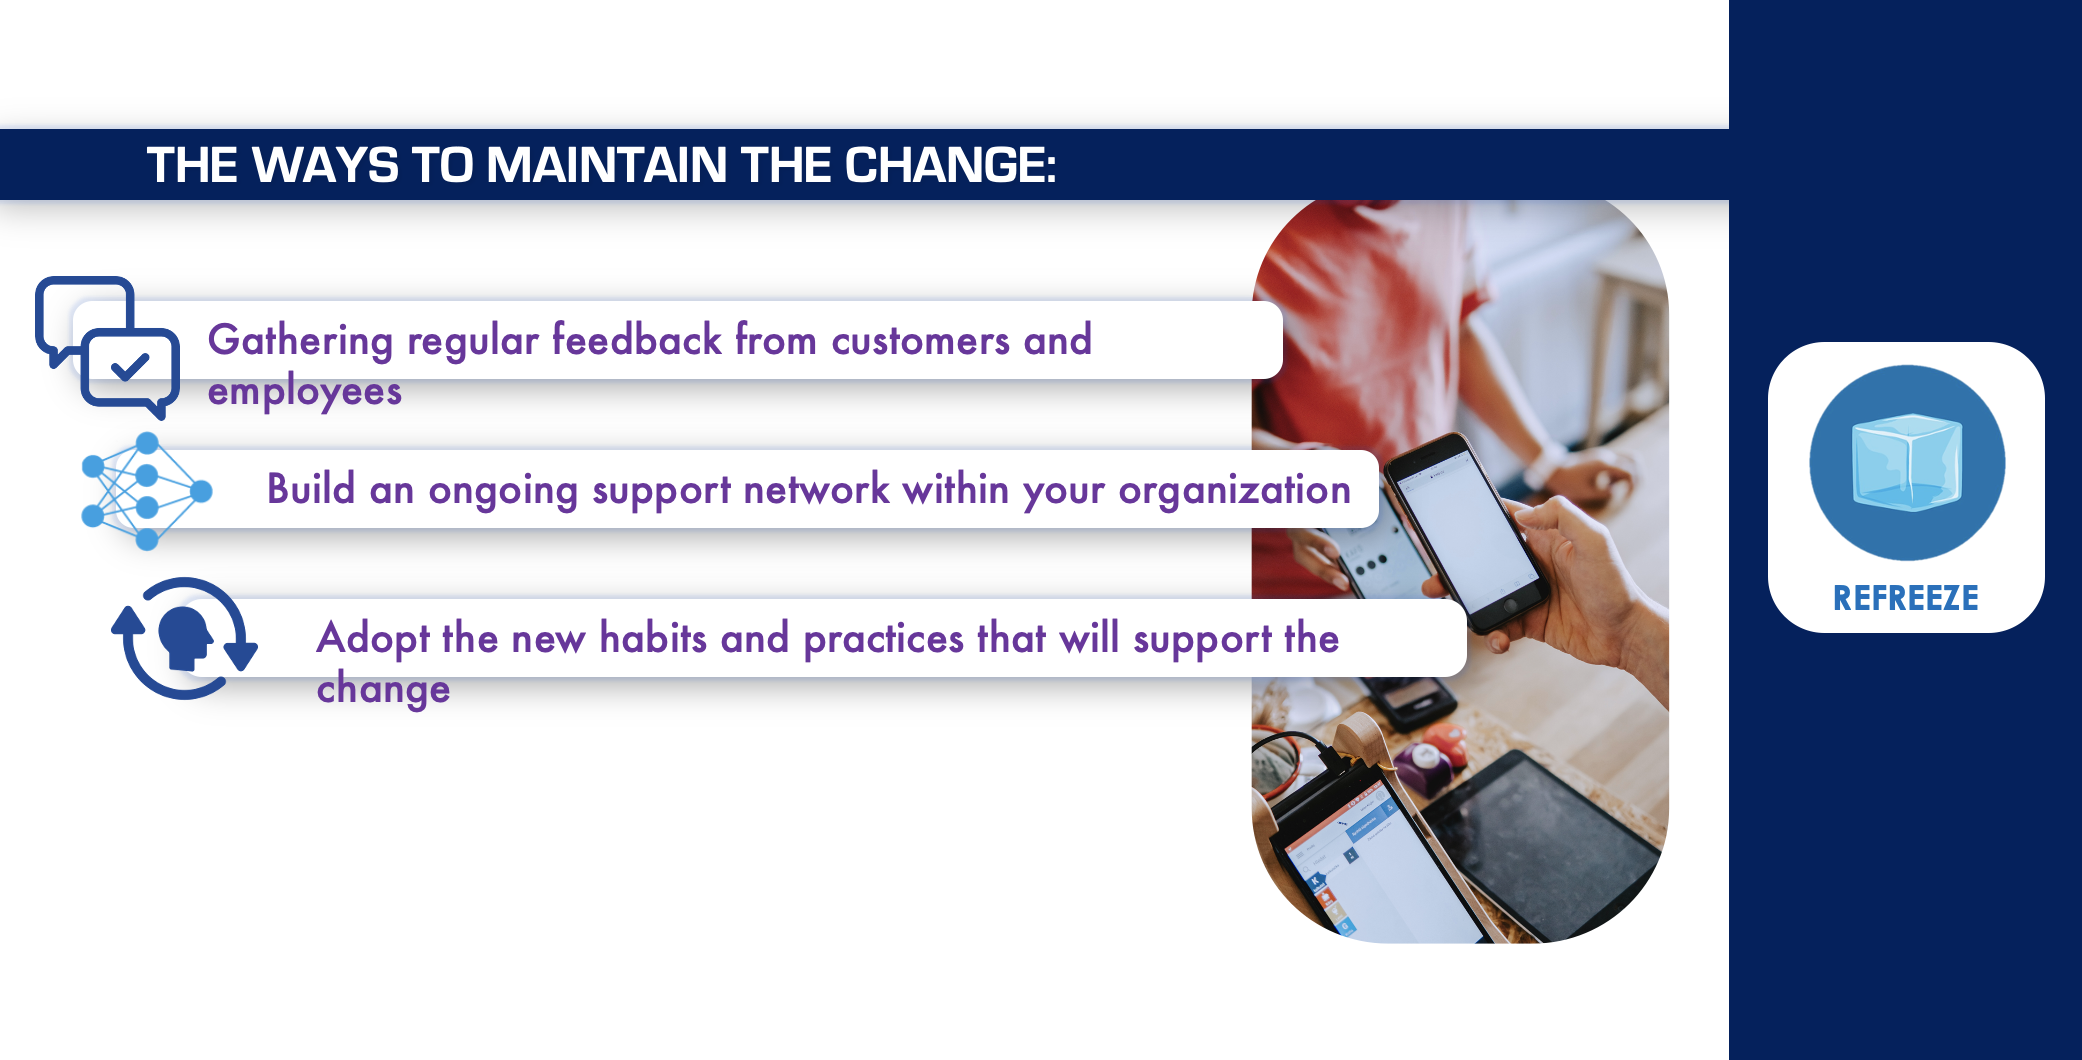 THE WAYS TO MAINTAIN THE CHANGE:
Gathering regular feedback from customers and
employees
Build an ongoing support network within your organization
Adopt the new habits and practices that will support the
change
REFREEZE